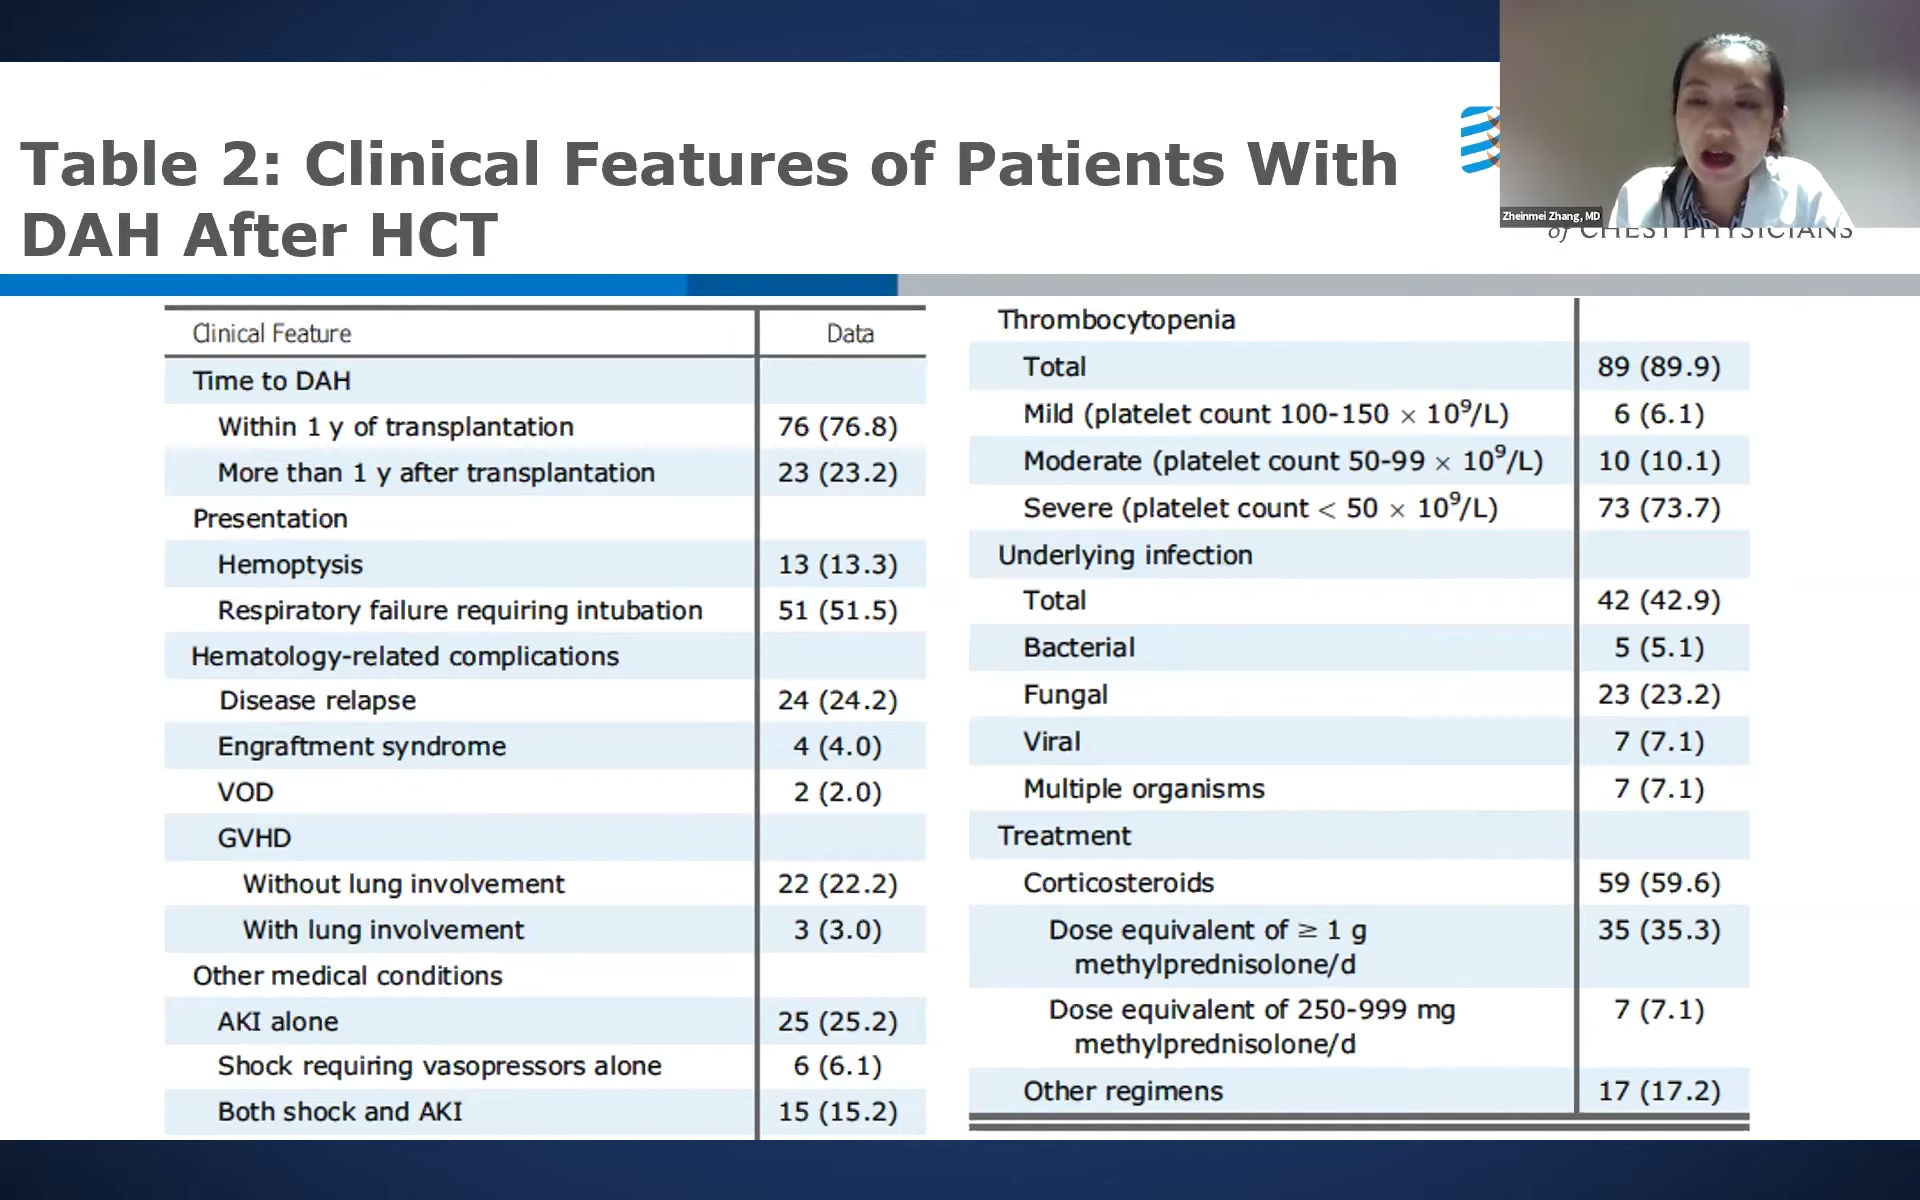 Table 2: Clinical Features of Patients With
DAH After HCT
Zheinmei Zhang, MD
of CHEST PHYSICIANS
Clinical Feature Data
Time to DAH
Within 1 y of transplantation 76 (76.8)
More than 1 y after transplantation 23 (23.2)
Presentation
Hemoptysis 13 (13.3)
Respiratory failure requiring intubation 51 (51.5)
Hematology-related complications
Disease relapse 24 (24.2)
Engraftment syndrome 4 (4.0)
VOD 2 (2.0)
GVHD
Without lung involvement 22 (22.2)
With lung involvement 3 (3.0)
Other medical conditions
AKI alone 25 (25.2)
Shock requiring vasopressors alone 6 (6.1)
Both shock and AKI 15 (15.2)
Thrombocytopenia
Total 89 (89.9)
Mild (platelet count 100-150 × 10⁹/L) 6 (6.1)
Moderate (platelet count 50-99 × 10⁹/L) 10 (10.1)
Severe (platelet count < 50 × 10⁹/L) 73 (73.7)
Underlying infection
Total 42 (42.9)
Bacterial 5 (5.1)
Fungal 23 (23.2)
Viral 7 (7.1)
Multiple organisms 7 (7.1)
Treatment
Corticosteroids 59 (59.6)
Dose equivalent of ≥ 1 g 35 (35.3)
methylprednisolone/d
Dose equivalent of 250-999 mg 7 (7.1)
methylprednisolone/d
Other regimens 17 (17.2)